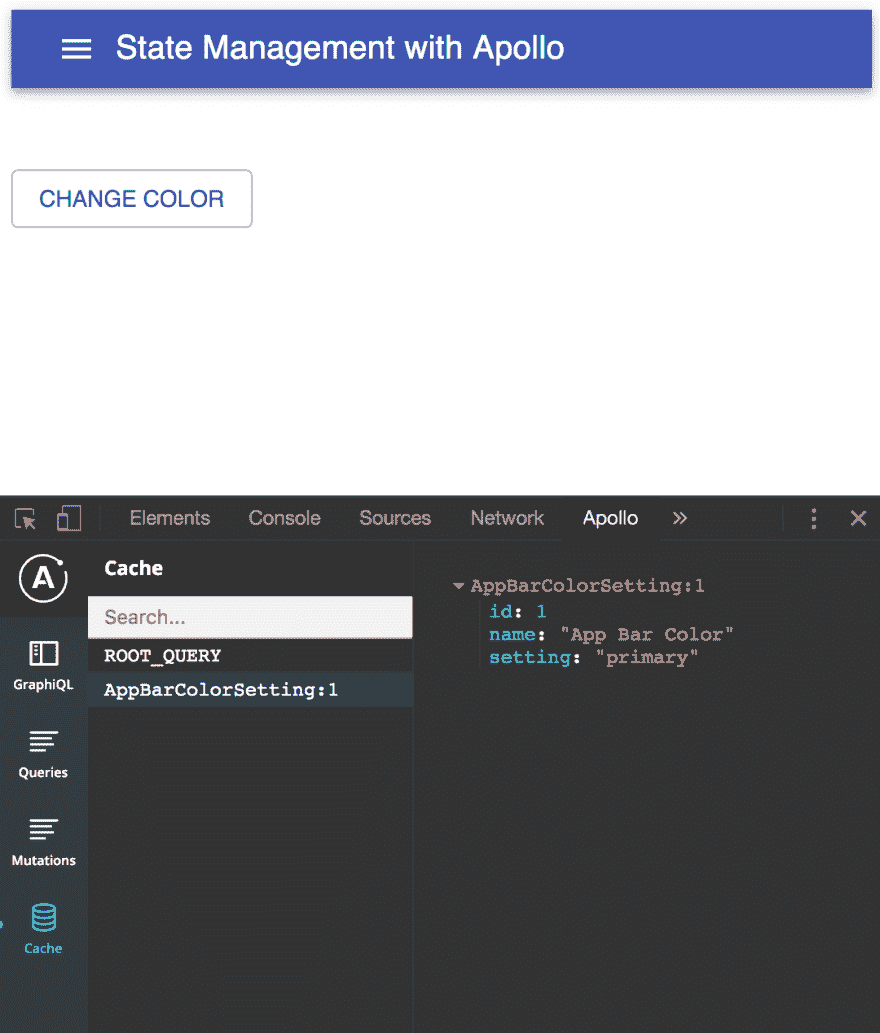 State Management with Apollo
CHANGE COLOR
Elements Console Sources Network Apollo »
A
Cache
Search...
ROOT_QUERY
AppBarColorSetting:1
GraphiQL
Queries
Mutations
Cache
AppBarColorSetting:1
id: 1
name: "App Bar Color"
setting: "primary"